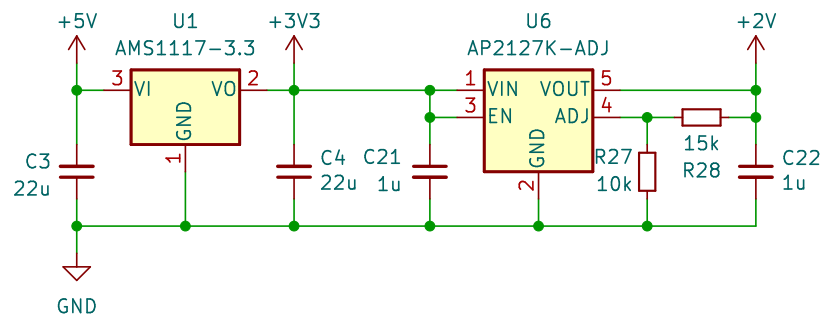 +5V
U1
+3V3
U6
+2V
AMS1117-3.3
AP2127K-ADJ
3
VI
VO
2
1
VIN
VOUT
5
3
EN
ADJ
4
GND
1
GND
2
C3
22u
C4
22u
C21
1u
R27
10k
15k
R28
C22
1u
GND